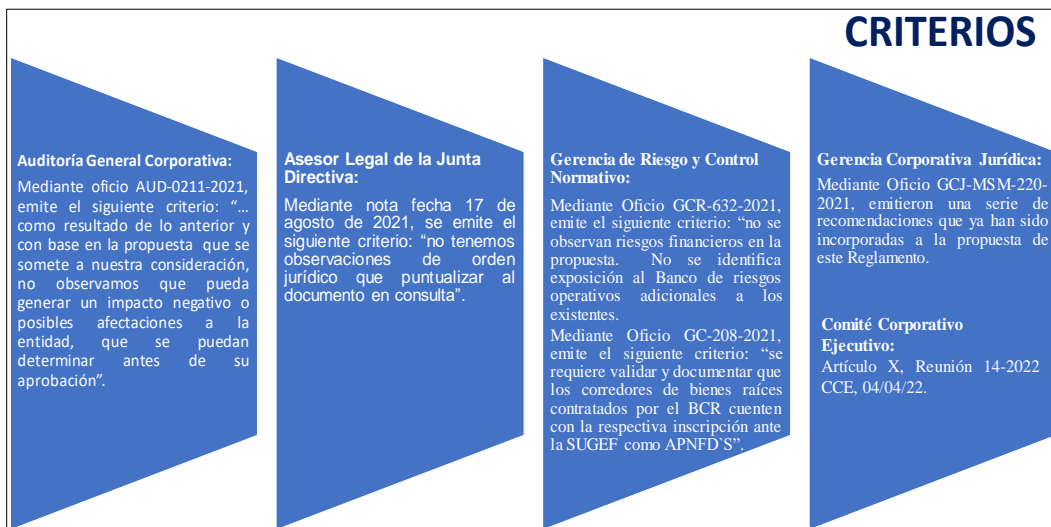 CRITERIOS
Auditoría General Corporativa:
Mediante oficio AUD-0211-2021,
emite el siguiente criterio: “…
como resultado de lo anterior y
con base en la propuesta que se
somete a nuestra consideración,
no observamos que pueda
generar un impacto negativo o
posibles afectaciones a la
entidad, que se puedan
determinar antes de su
aprobación”.
Asesor Legal de la Junta
Directiva:
Mediante nota fecha 17 de
agosto de 2021, se emite el
siguiente criterio: “no tenemos
observaciones de orden
jurídico que puntualizar al
documento en consulta”.
Gerencia de Riesgo y Control
Normativo:
Mediante Oficio GCR-632-2021,
emite el siguiente criterio: “no se
observan riesgos financieros en la
propuesta. No se identifica
exposición al Banco de riesgos
operativos adicionales a los
existentes.
Mediante Oficio GC-208-2021,
emite el siguiente criterio: “se
requiere validar y documentar que
los corredores de bienes raíces
contratados por el BCR cuenten
con la respectiva inscripción ante
la SUGEF como APNFD`S”.
Gerencia Corporativa Jurídica:
Mediante Oficio GCJ-MSM-220-
2021, emitieron una serie de
recomendaciones que ya han sido
incorporadas a la propuesta de
este Reglamento.
Comité Corporativo
Ejecutivo:
Artículo X, Reunión 14-2022
CCE, 04/04/22.